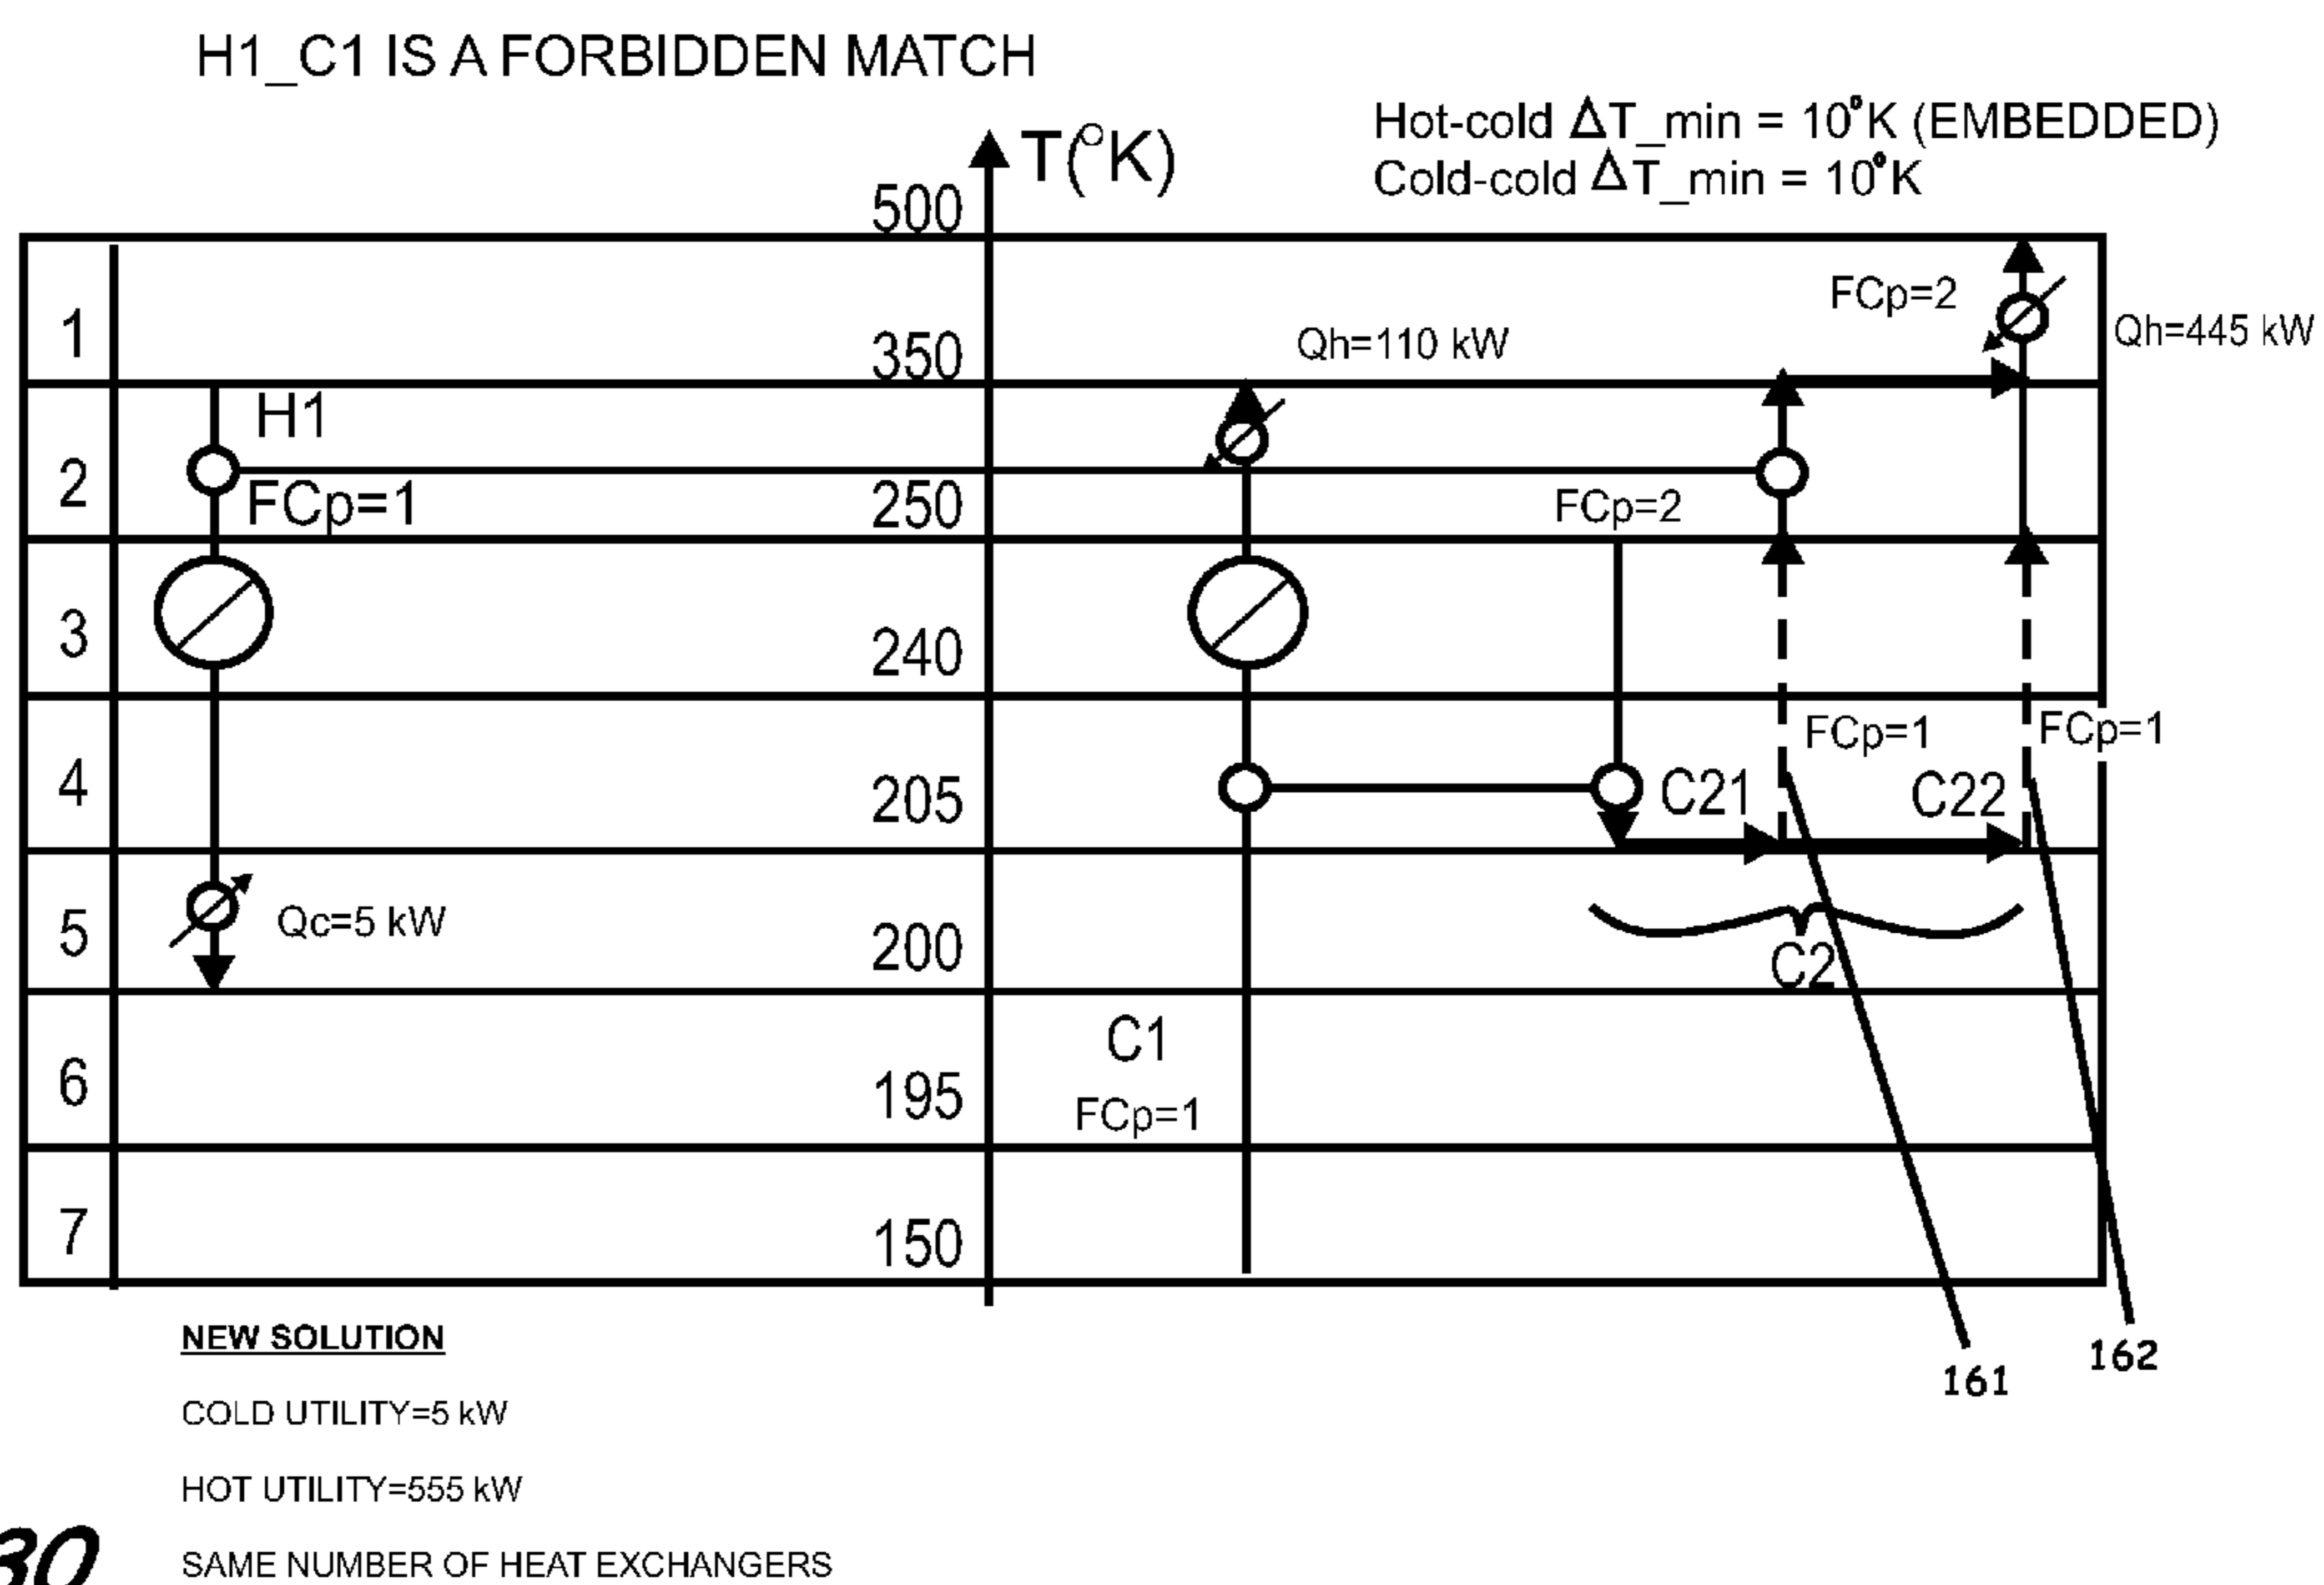 H1_C1 IS A FORBIDDEN MATCH
Hot-cold ΔT_min = 10°K (EMBEDDED)
Cold-cold ΔT_min = 10°K
T(°K)
500
FCp=2
1
350
Qh=110 kW
Qh=445 kW
H1
2
FCp=1
250
FCp=2
3
240
FCp=1
FCp=1
4
205
C21
C22
5
Qc=5 kW
200
C2
C1
6
195
FCp=1
7
150
NEW SOLUTION
161
162
COLD UTILITY=5 kW
HOT UTILITY=555 kW
SAME NUMBER OF HEAT EXCHANGERS
30